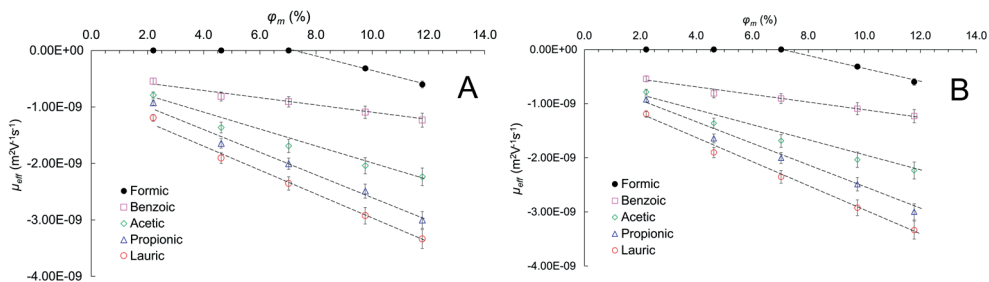 φm (%)
0.0 2.0 4.0 6.0 8.0 10.0 12.0 14.0
0.00E+00
-1.00E-09
-2.00E-09
-3.00E-09
-4.00E-09
μeff (m2V-1s-1)
A
Formic
Benzoic
Acetic
Propionic
Lauric
φm (%)
0.0 2.0 4.0 6.0 8.0 10.0 12.0 14.0
0.00E+00
-1.00E-09
-2.00E-09
-3.00E-09
-4.00E-09
μeff (m2V-1s-1)
B
Formic
Benzoic
Acetic
Propionic
Lauric